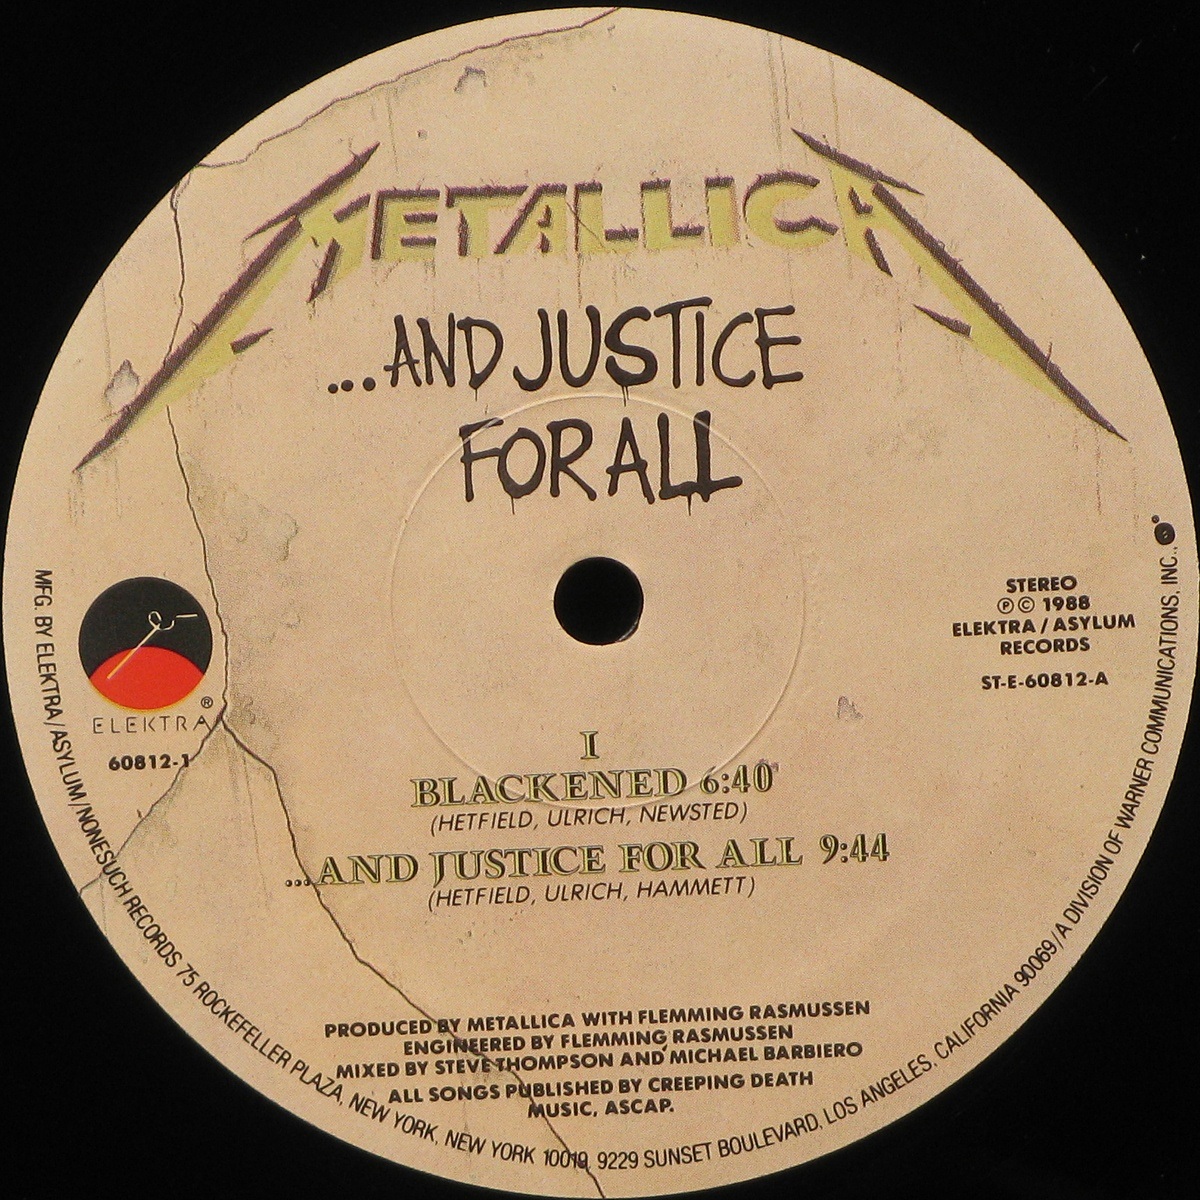 METALLICA
...AND JUSTICE
FOR ALL
STEREO
Ⓟ © 1988
ELEKTRA / ASYLUM
RECORDS
ST-E-60812-A
ELEKTRA®
60812-1
I
BLACKENED 6:40
(HETFIELD, ULRICH, NEWSTED)
...AND JUSTICE FOR ALL 9:44
(HETFIELD, ULRICH, HAMMETT)
PRODUCED BY METALLICA WITH FLEMMING RASMUSSEN
ENGINEERED BY FLEMMING RASMUSSEN
MIXED BY STEVE THOMPSON AND MICHAEL BARBIERO
ALL SONGS PUBLISHED BY CREEPING DEATH
MUSIC, ASCAP.
MFG. BY ELEKTRA/ASYLUM/NONESUCH RECORDS 75 ROCKEFELLER PLAZA, NEW YORK, NEW YORK 10019, 9229 SUNSET BOULEVARD, LOS ANGELES, CALIFORNIA 90069/A DIVISION OF WARNER COMMUNICATIONS, INC.,